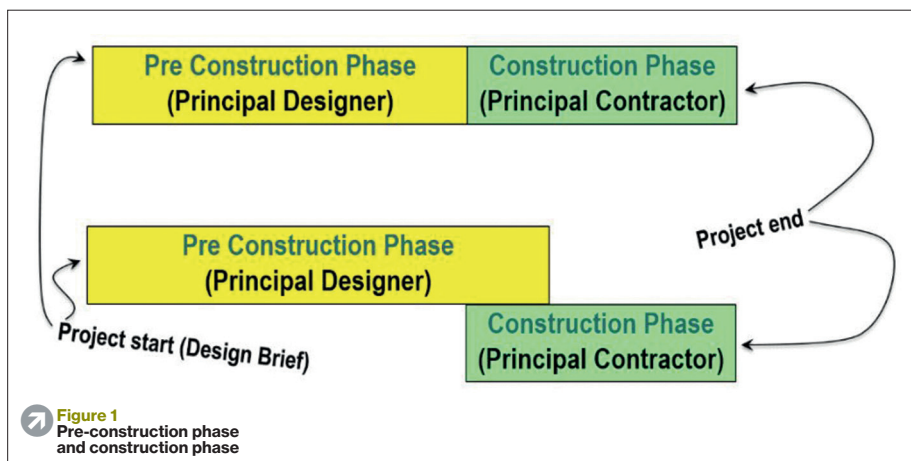 Pre Construction Phase
(Principal Designer)
Construction Phase
(Principal Contractor)
Project end
Pre Construction Phase
(Principal Designer)
Construction Phase
(Principal Contractor)
Project start (Design Brief)
Figure 1
Pre-construction phase
and construction phase